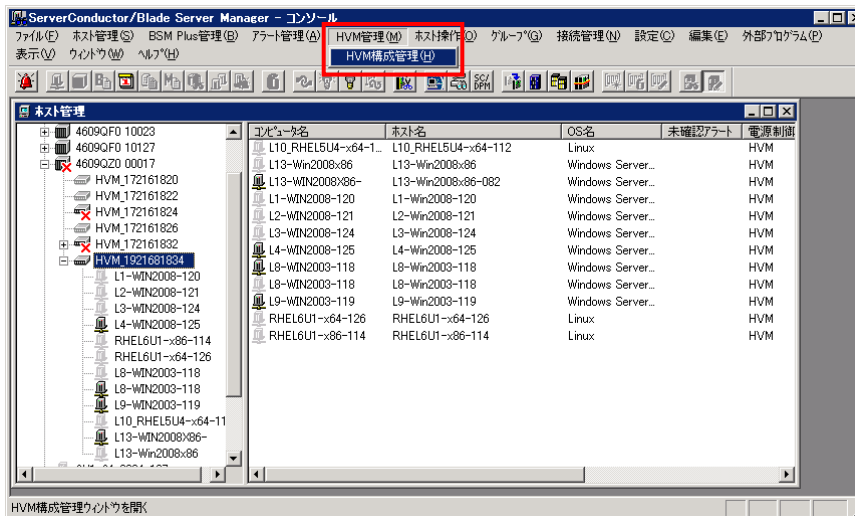 ServerConductor/Blade Server Manager - コンソール
ファイル(F) ホスト管理(S) BSM Plus管理(B) アラート管理(A) HVM管理(M) ホスト操作(O) グループ(G) 接続管理(N) 設定(C) 編集(E) 外部プログラム(P)
表示(V) ウィンドウ(W) ヘルプ(H)
HVM構成管理(H)
SC/DPM
ホスト管理
4609QF0 10023
4609QF0 10127
4609QZ0 00017
HVM_172161820
HVM_172161822
HVM_172161824
HVM_172161826
HVM_172161832
HVM_1921681834
L1-WIN2008-120
L2-WIN2008-121
L3-WIN2008-124
L4-WIN2008-125
RHEL6U1-x86-114
RHEL6U1-x64-126
L8-WIN2003-118
L8-WIN2003-118
L9-WIN2003-119
L10_RHEL5U4-x64-11
L13-WIN2008X86-
L13-Win2008x86
コンピュータ名 ホスト名 OS名 未確認アラート 電源制御
L10_RHEL5U4-x64-1... L10_RHEL5U4-x64-112 Linux HVM
L13-Win2008x86 L13-Win2008x86 Windows Server... HVM
L13-WIN2008X86- L13-Win2008x86-082 Windows Server... HVM
L1-WIN2008-120 L1-Win2008-120 Windows Server... HVM
L2-WIN2008-121 L2-Win2008-121 Windows Server... HVM
L3-WIN2008-124 L3-Win2008-124 Windows Server... HVM
L4-WIN2008-125 L4-Win2008-125 Windows Server... HVM
L8-WIN2003-118 L8-Win2003-118 Windows Server... HVM
L8-WIN2003-118 L8-Win2003-118 Windows Server... HVM
L9-WIN2003-119 L9-Win2003-119 Windows Server... HVM
RHEL6U1-x64-126 RHEL6U1-x64-126 Linux HVM
RHEL6U1-x86-114 RHEL6U1-x86-114 Linux HVM
HVM構成管理ウィンドウを開く